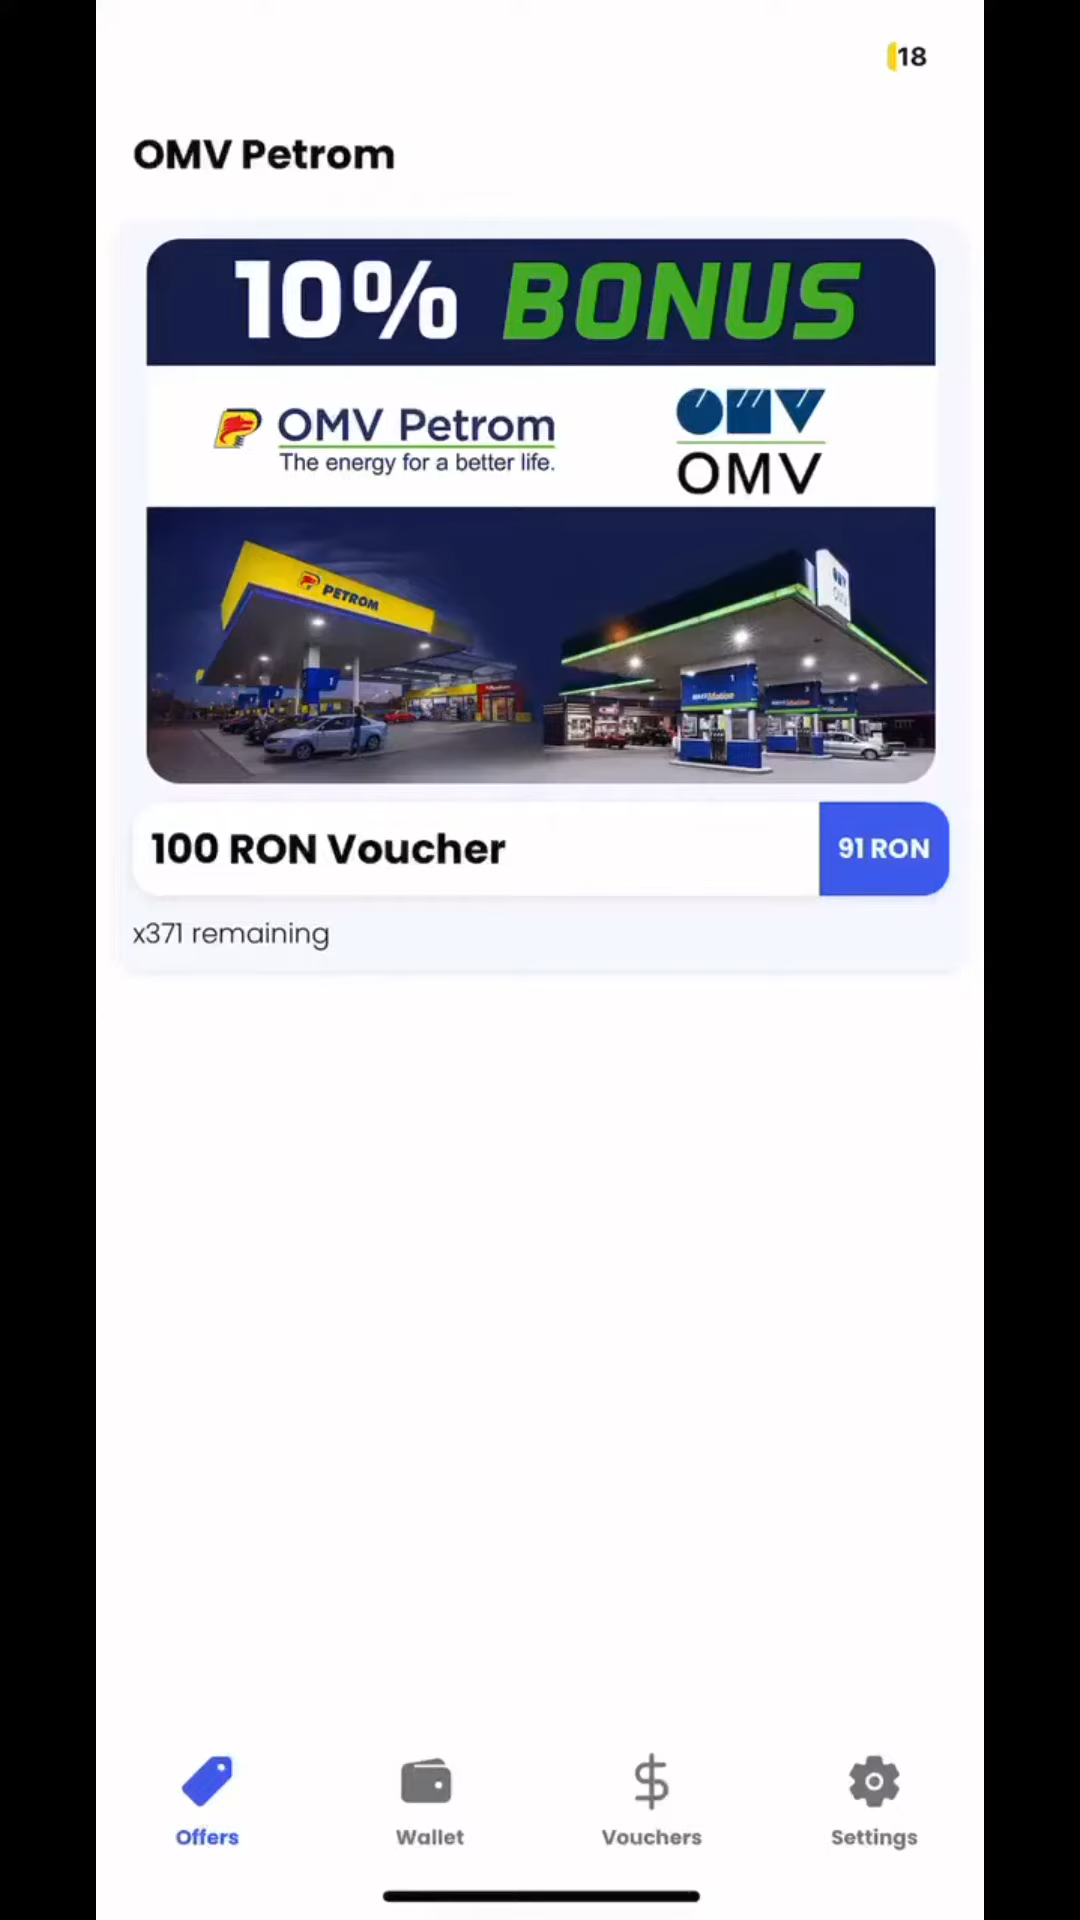 18
OMV Petrom
10% BONUS
OMV Petrom
The energy for a better life.
OMV
OMV
PETROM
100 RON Voucher
91 RON
x371 remaining
Offers
Wallet
Vouchers
Settings